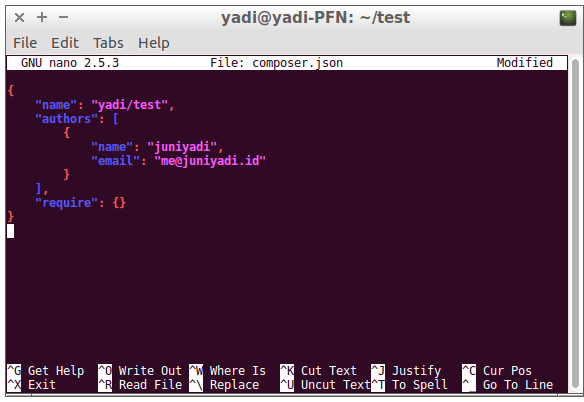 yadi@yadi-PFN: ~/test
File Edit Tabs Help
GNU nano 2.5.3 File: composer.json Modified
{
"name": "yadi/test",
"authors": [
{
"name": "juniyadi",
"email": "me@juniyadi.id"
}
],
"require": {}
}
^G Get Help ^O Write Out ^W Where Is ^K Cut Text ^J Justify ^C Cur Pos
^X Exit ^R Read File ^\ Replace ^U Uncut Text ^T To Spell ^_ Go To Line